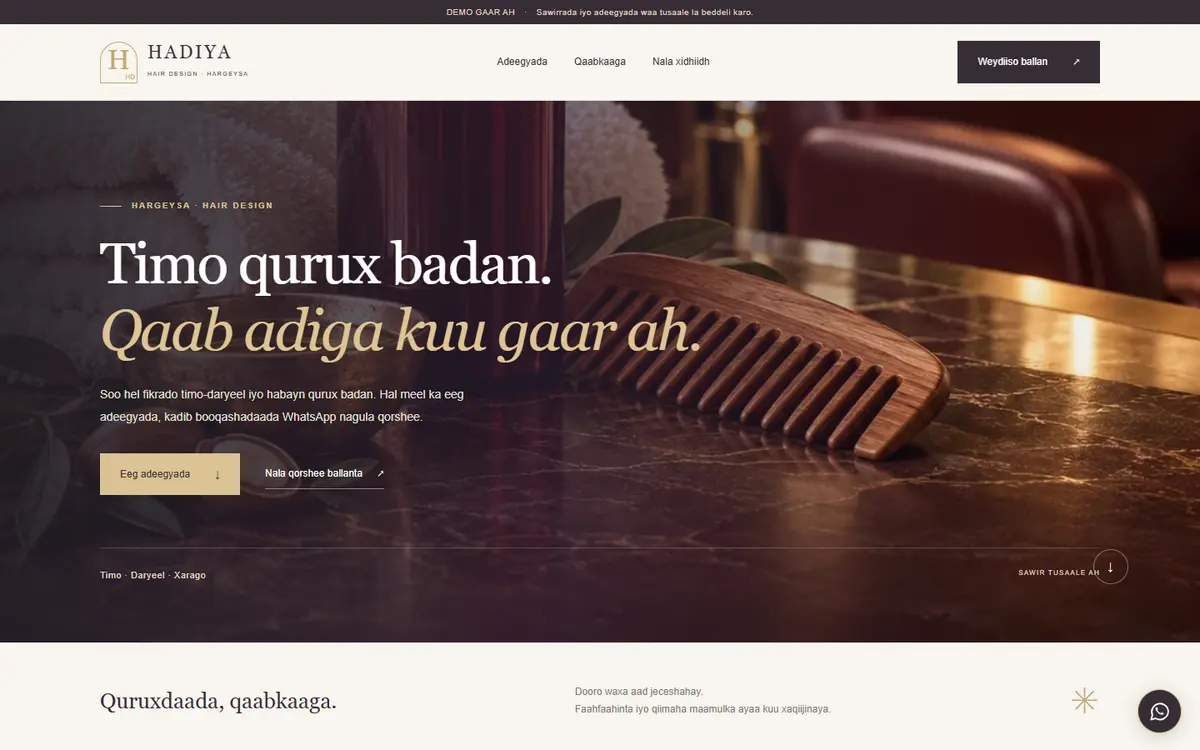 DEMO GAAR AH · Sawirrada iyo adeegyada waa tusaale la beddeli karo.
H
HD
HADIYA
HAIR DESIGN · HARGEYSA
Adeegyada
Qaabkaaga
Nala xidhiidh
Weydiiso ballan ↗
HARGEYSA · HAIR DESIGN
Timo qurux badan.
Qaab adiga kuu gaar ah.
Soo hel fikrado timo-daryeel iyo habayn qurux badan. Hal meel ka eeg
adeegyada, kadib booqashadaada WhatsApp nagula qorshee.
Eeg adeegyada ↓
Nala qorshee ballanta ↗
Timo · Daryeel · Xarago
SAWIR TUSAALE AH ↓
Quruxdaada, qaabkaaga.
Dooro waxa aad jeceshahay.
Faahfaahinta iyo qiimaha maamulka ayaa kuu xaqiijinaya.